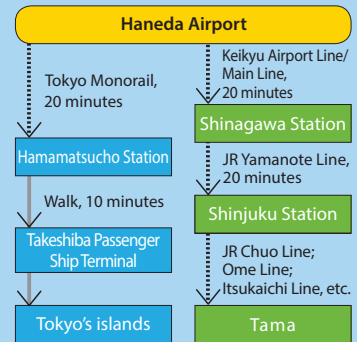 Haneda Airport
Tokyo Monorail,
20 minutes
Hamamatsucho Station
Walk, 10 minutes
Takeshiba Passenger
Ship Terminal
Tokyo's islands
Keikyu Airport Line/
Main Line,
20 minutes
Shinagawa Station
JR Yamanote Line,
20 minutes
Shinjuku Station
JR Chuo Line;
Ome Line;
Itsukaichi Line, etc.
Tama